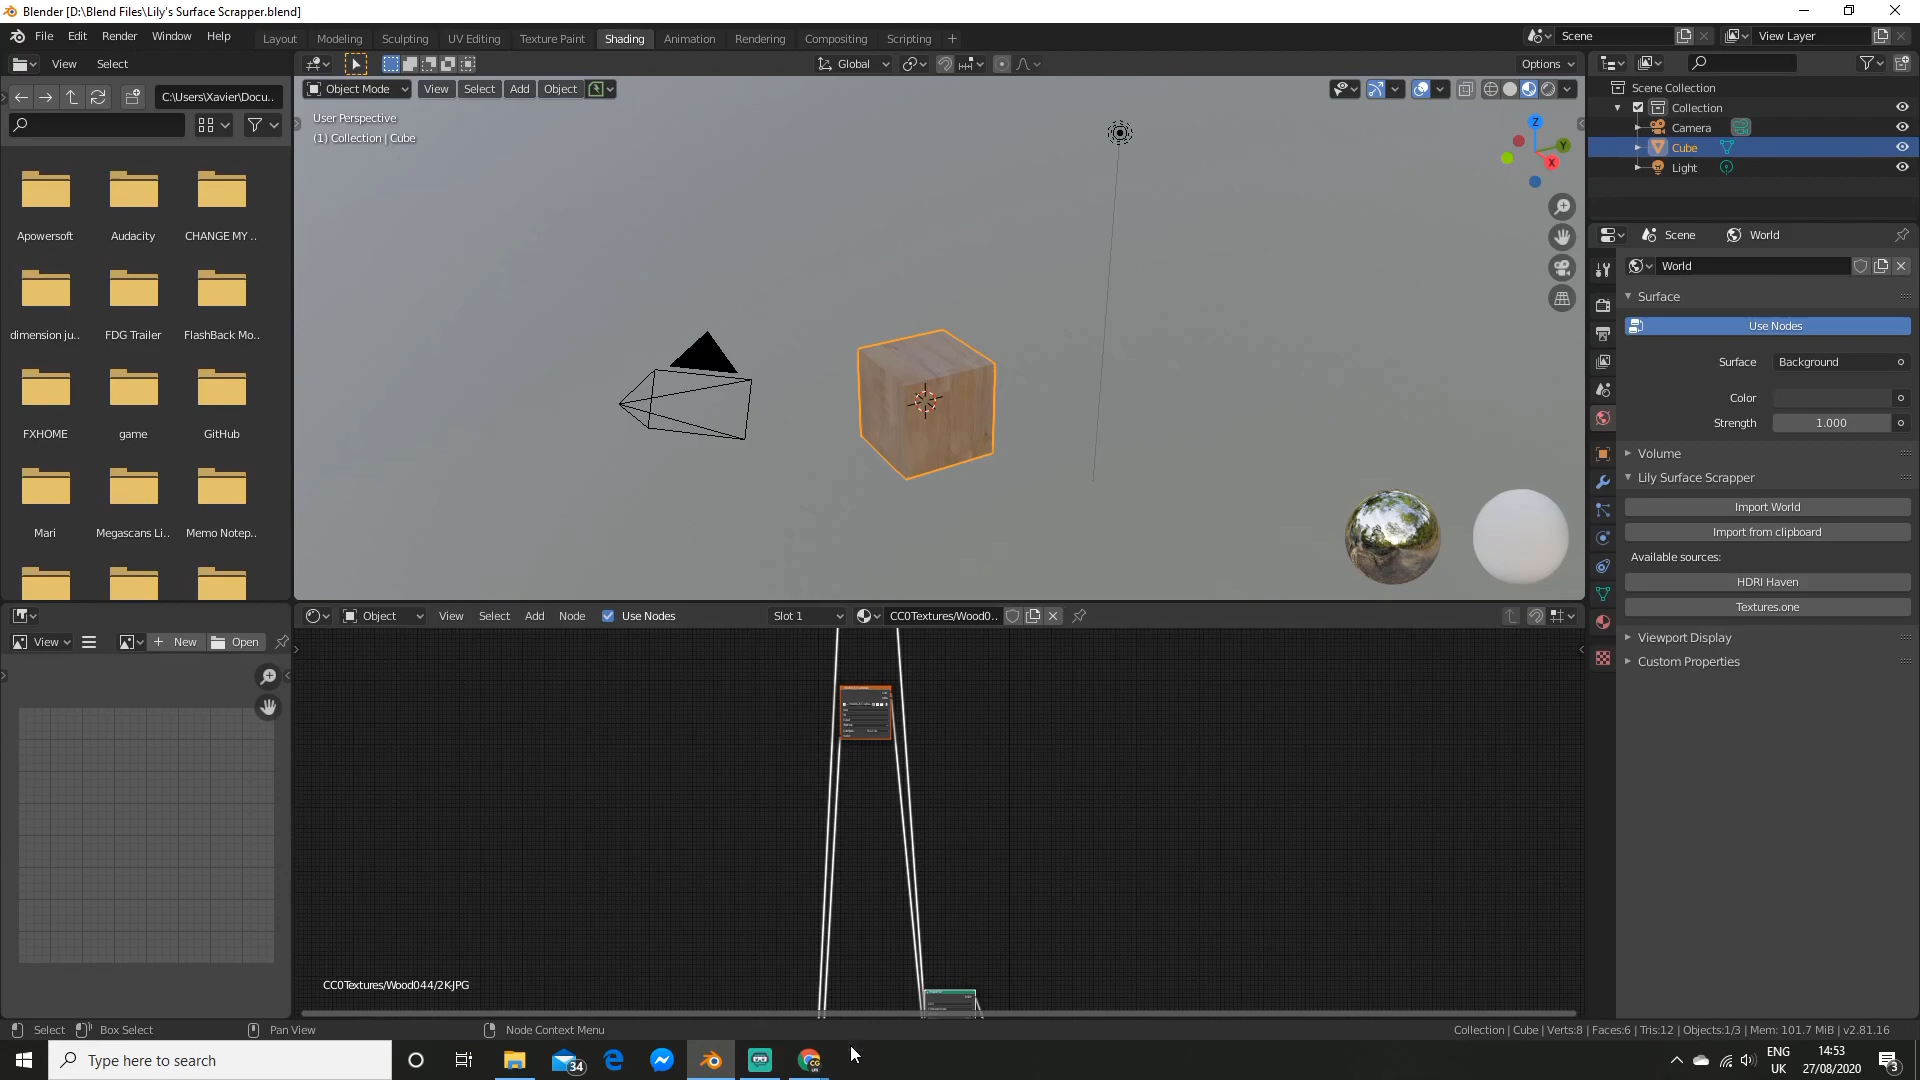 Blender [D:\Blend Files\Lily's Surface Scrapper.blend]
File Edit Render Window Help
Layout Modeling Sculpting UV Editing Texture Paint Shading Animation Rendering Compositing Scripting +
Scene
View Layer
View Select
Global
Options
C:\Users\Xavier\Docu..
Object Mode View Select Add Object
User Perspective
(1) Collection | Cube
Z
Y
X
Apowersoft Audacity CHANGE MY ..
dimension ju.. FDG Trailer FlashBack Mo..
FXHOME game GitHub
Mari Megascans Li.. Memo Notep..
Scene Collection
Collection
Camera
Cube
Light
Scene World
World
Surface
Use Nodes
Surface Background
Color
Strength 1.000
Volume
Lily Surface Scrapper
Import World
Import from clipboard
Available sources:
HDRI Haven
Textures.one
Viewport Display
Custom Properties
View New Open
Object View Select Add Node Use Nodes Slot 1 CC0Textures/Wood0..
CC0Textures/Wood044/2K-JPG
Select Box Select Pan View Node Context Menu
Collection | Cube | Verts:8 | Faces:6 | Tris:12 | Objects:1/3 | Mem: 101.7 MiB | v2.81.16
Type here to search
34
ENG
UK
14:53
27/08/2020
3